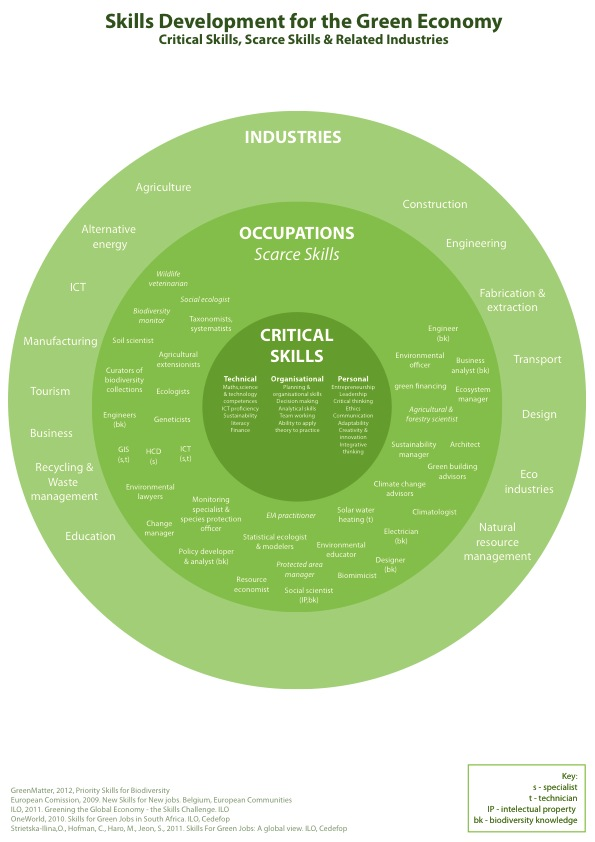 Skills Development for the Green Economy
Critical Skills, Scarce Skills & Related Industries
INDUSTRIES
Agriculture
Alternative
energy
ICT
Manufacturing
Tourism
Business
Recycling &
Waste
management
Education
Construction
Engineering
Fabrication &
extraction
Transport
Design
Eco
industries
Natural
resource
management
OCCUPATIONS
Scarce Skills
Wildlife
veterinarian
Social ecologist
Biodiversity
monitor
Taxonomists,
systematists
Soil scientist
Agricultural
extensionists
Curators of
biodiversity
collections
Ecologists
Engineers
(bk)
Geneticists
GIS
(s,t)
HCD
(s)
ICT
(s,t)
Environmental
lawyers
Monitoring
specialist &
species protection
officer
Change
manager
Policy developer
& analyst (bk)
EIA practitioner
Statistical ecologist
& modelers
Protected area
manager
Resource
economist
Social scientist
(IP,bk)
Environmental
educator
Biomimicist
Designer
(bk)
Electrician
(bk)
Solar water
heating (t)
Climatologist
Climate change
advisors
Green building
advisors
Sustainability
manager
Architect
Agricultural &
forestry scientist
green financing
Ecosystem
manager
Environmental
officer
Business
analyst (bk)
Engineer
(bk)
CRITICAL
SKILLS
Technical
Maths,science
& technology
competences
ICT proficiency
Sustainability
literacy
Finance
Organisational
Planning &
organisational skills
Decision making
Analytical skills
Team working
Ability to apply
theory to practice
Personal
Entrepreneurship
Leadership
Critical thinking
Ethics
Communication
Adaptability
Creativity &
innovation
Integrative
thinking
GreenMatter, 2012, Priority Skills for Biodiversity
European Comission, 2009. New Skills for New jobs. Belgium, European Communities
ILO, 2011. Greening the Global Economy - the Skills Challenge. ILO
OneWorld, 2010. Skills for Green Jobs in South Africa. ILO, Cedefop
Strietska-Ilina,O., Hofman, C., Haro, M., Jeon, S., 2011. Skills For Green Jobs: A global view. ILO, Cedefop
Key:
s - specialist
t - technician
IP - intelectual property
bk - biodiversity knowledge